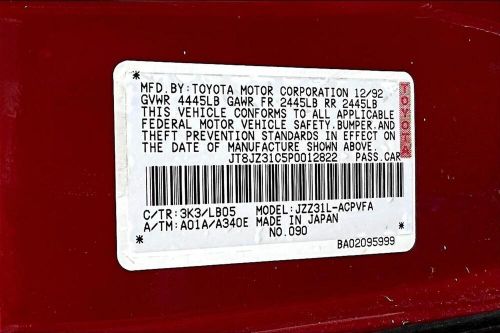 MFD.BY:TOYOTA MOTOR CORPORATION 12/92
GVWR 4445LB GAWR FR 2445LB RR 2445LB
THIS VEHICLE CONFORMS TO ALL APPLICABLE
FEDERAL MOTOR VEHICLE SAFETY,BUMPER,AND
THEFT PREVENTION STANDARDS IN EFFECT ON
THE DATE OF MANUFACTURE SHOWN ABOVE.
JT8JZ31C5P0012822 PASS.CAR
TOYOTA
C/TR:3K3/LB05 MODEL:JZZ31L-ACPVFA
A/TM:A01A/A340E MADE IN JAPAN
NO.090
BA02095999